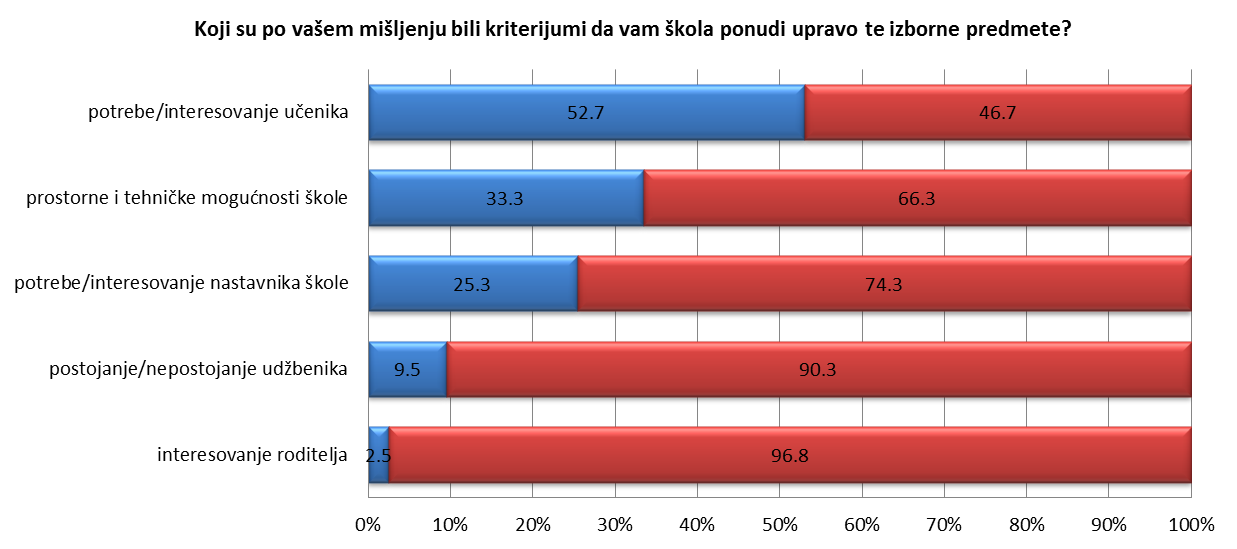 Koji su po vašem mišljenju bili kriterijumi da vam škola ponudi upravo te izborne predmete?
potrebe/interesovanje učenika 52.7 46.7
prostorne i tehničke mogućnosti škole 33.3 66.3
potrebe/interesovanje nastavnika škole 25.3 74.3
postojanje/nepostojanje udžbenika 9.5 90.3
interesovanje roditelja 2.5 96.8
0% 10% 20% 30% 40% 50% 60% 70% 80% 90% 100%